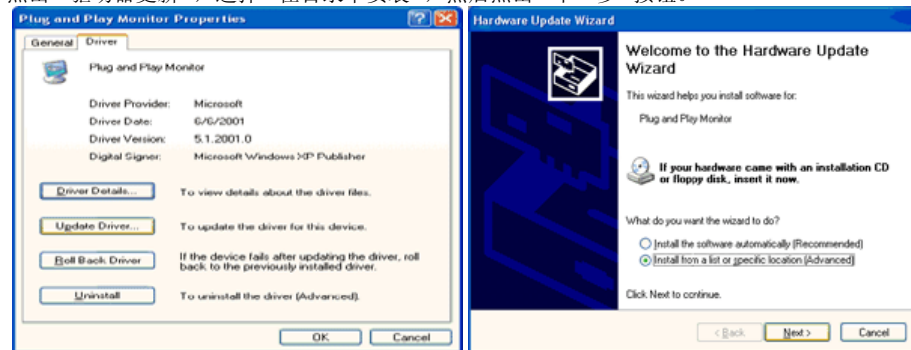 Plug and Play Monitor Properties
General
Driver
Plug and Play Monitor
Driver Provider: Microsoft
Driver Date: 6/6/2001
Driver Version: 5.1.2001.0
Digital Signer: Microsoft Windows XP Publisher
Driver Details...
To view details about the driver files.
Update Driver...
To update the driver for this device.
Roll Back Driver
If the device fails after updating the driver, roll
back to the previously installed driver.
Uninstall
To uninstall the driver (Advanced).
OK
Cancel
Hardware Update Wizard
Welcome to the Hardware Update
Wizard
This wizard helps you install software for:
Plug and Play Monitor
If your hardware came with an installation CD
or floppy disk, insert it now.
What do you want the wizard to do?
Install the software automatically (Recommended)
Install from a list or specific location (Advanced)
Click Next to continue.
< Back
Next >
Cancel